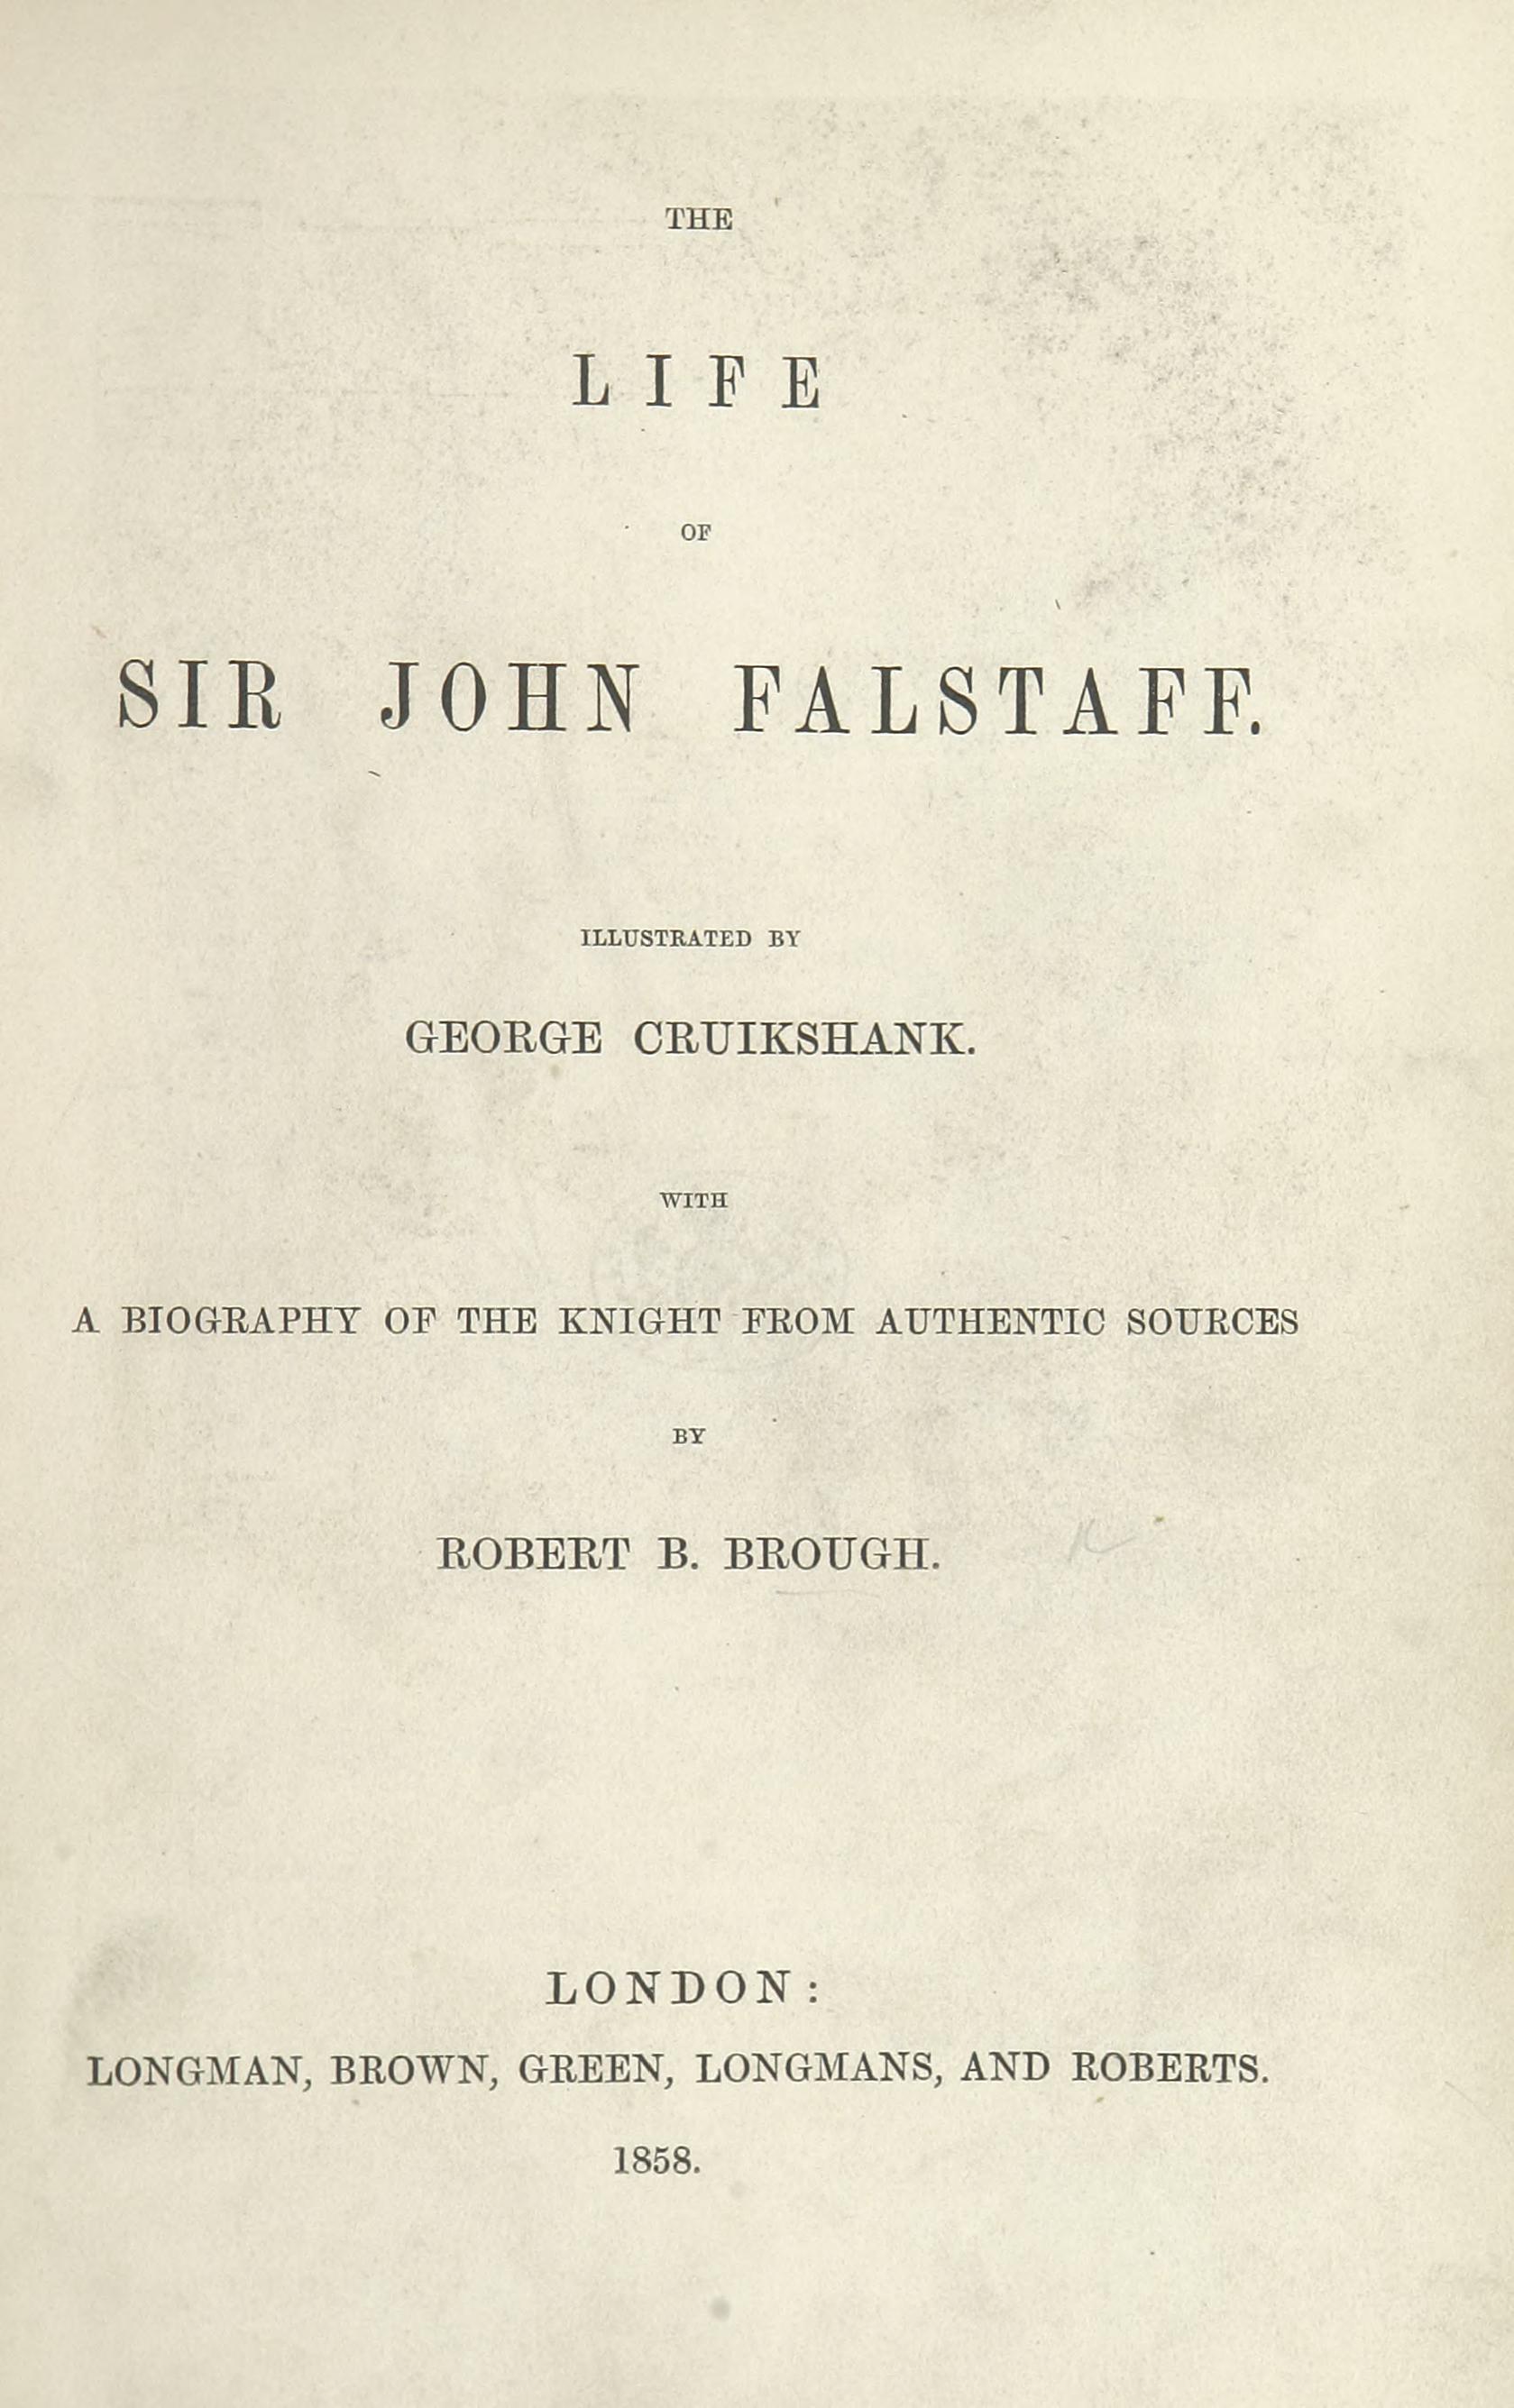 THE
LIFE
OF
SIR JOHN FALSTAFF.
ILLUSTRATED BY
GEORGE CRUIKSHANK.
WITH
A BIOGRAPHY OF THE KNIGHT FROM AUTHENTIC SOURCES
BY
ROBERT B. BROUGH.
LONDON:
LONGMAN, BROWN, GREEN, LONGMANS, AND ROBERTS.
1858.